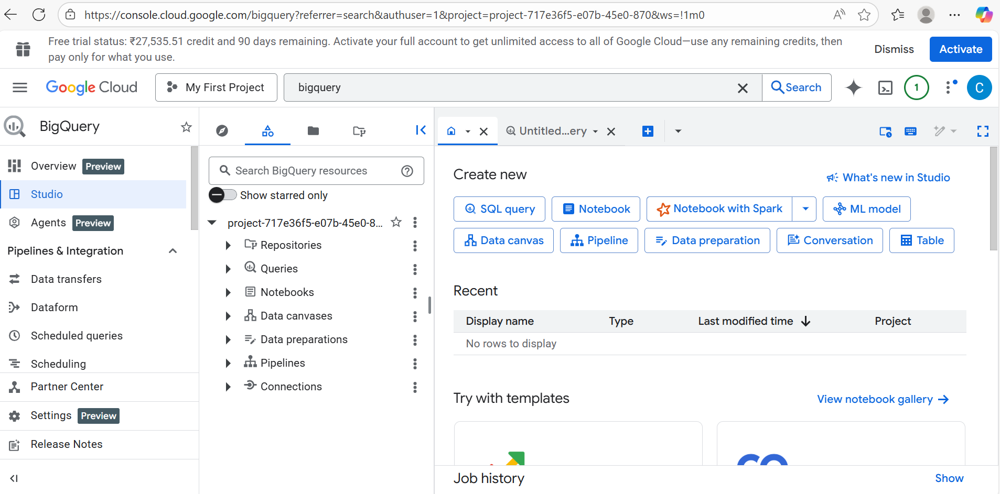 https://console.cloud.google.com/bigquery?referrer=search&authuser=1&project=project-717e36f5-e07b-45e0-870&ws=!1m0
Free trial status: ₹27,535.51 credit and 90 days remaining. Activate your full account to get unlimited access to all of Google Cloud—use any remaining credits, then
pay only for what you use.
Dismiss
Activate
Google Cloud
My First Project
bigquery
Search
1
C
BigQuery
Overview Preview
Studio
Agents Preview
Pipelines & Integration
Data transfers
Dataform
Scheduled queries
Scheduling
Partner Center
Settings Preview
Release Notes
Search BigQuery resources
Show starred only
project-717e36f5-e07b-45e0-8...
Repositories
Queries
Notebooks
Data canvases
Data preparations
Pipelines
Connections
Untitled...ery
Create new
What's new in Studio
SQL query
Notebook
Notebook with Spark
ML model
Data canvas
Pipeline
Data preparation
Conversation
Table
Recent
Display name Type Last modified time Project
No rows to display
Try with templates
View notebook gallery
Job history
Show